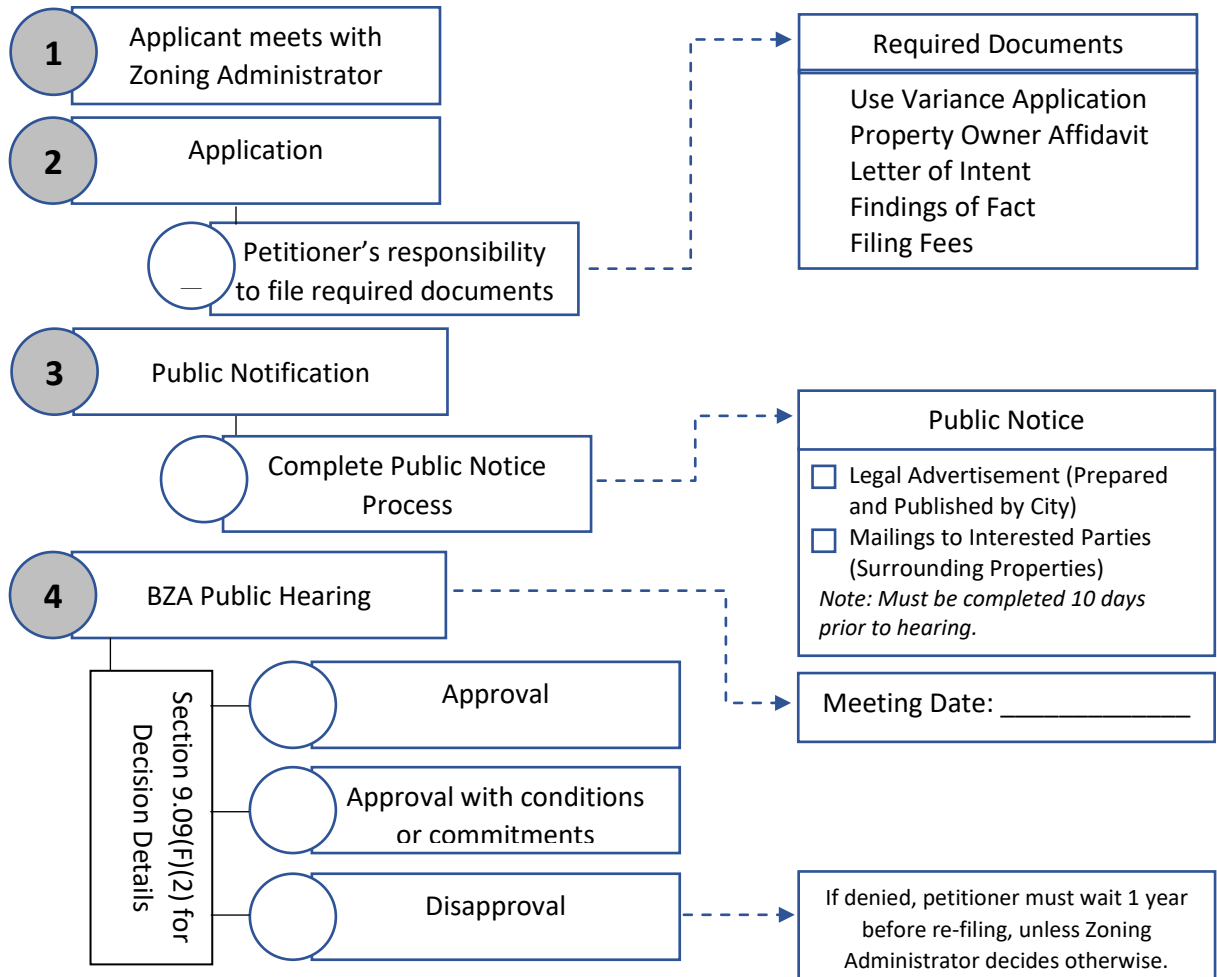 1
Applicant meets with
Zoning Administrator
Required Documents
Use Variance Application
Property Owner Affidavit
Letter of Intent
Findings of Fact
Filing Fees
2
Application
Petitioner’s responsibility
to file required documents
3
Public Notification
Complete Public Notice
Process
Public Notice
Legal Advertisement (Prepared
and Published by City)
Mailings to Interested Parties
(Surrounding Properties)
Note: Must be completed 10 days
prior to hearing.
4
BZA Public Hearing
Meeting Date: _____________
Section 9.09(F)(2) for
Decision Details
Approval
Approval with conditions
or commitments
Disapproval
If denied, petitioner must wait 1 year
before re-filing, unless Zoning
Administrator decides otherwise.